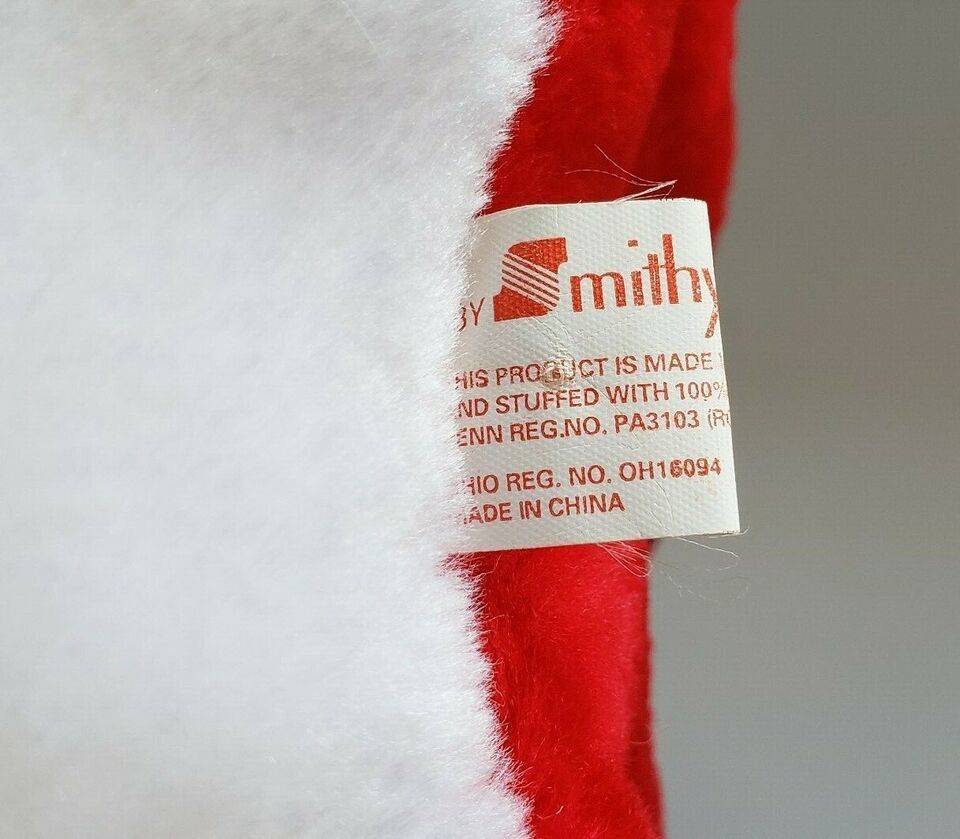 BY Smithy
HIS PRODUCT IS MADE
ND STUFFED WITH 100%
ENN REG.NO. PA3103 (R
HIO REG. NO. OH16094
ADE IN CHINA